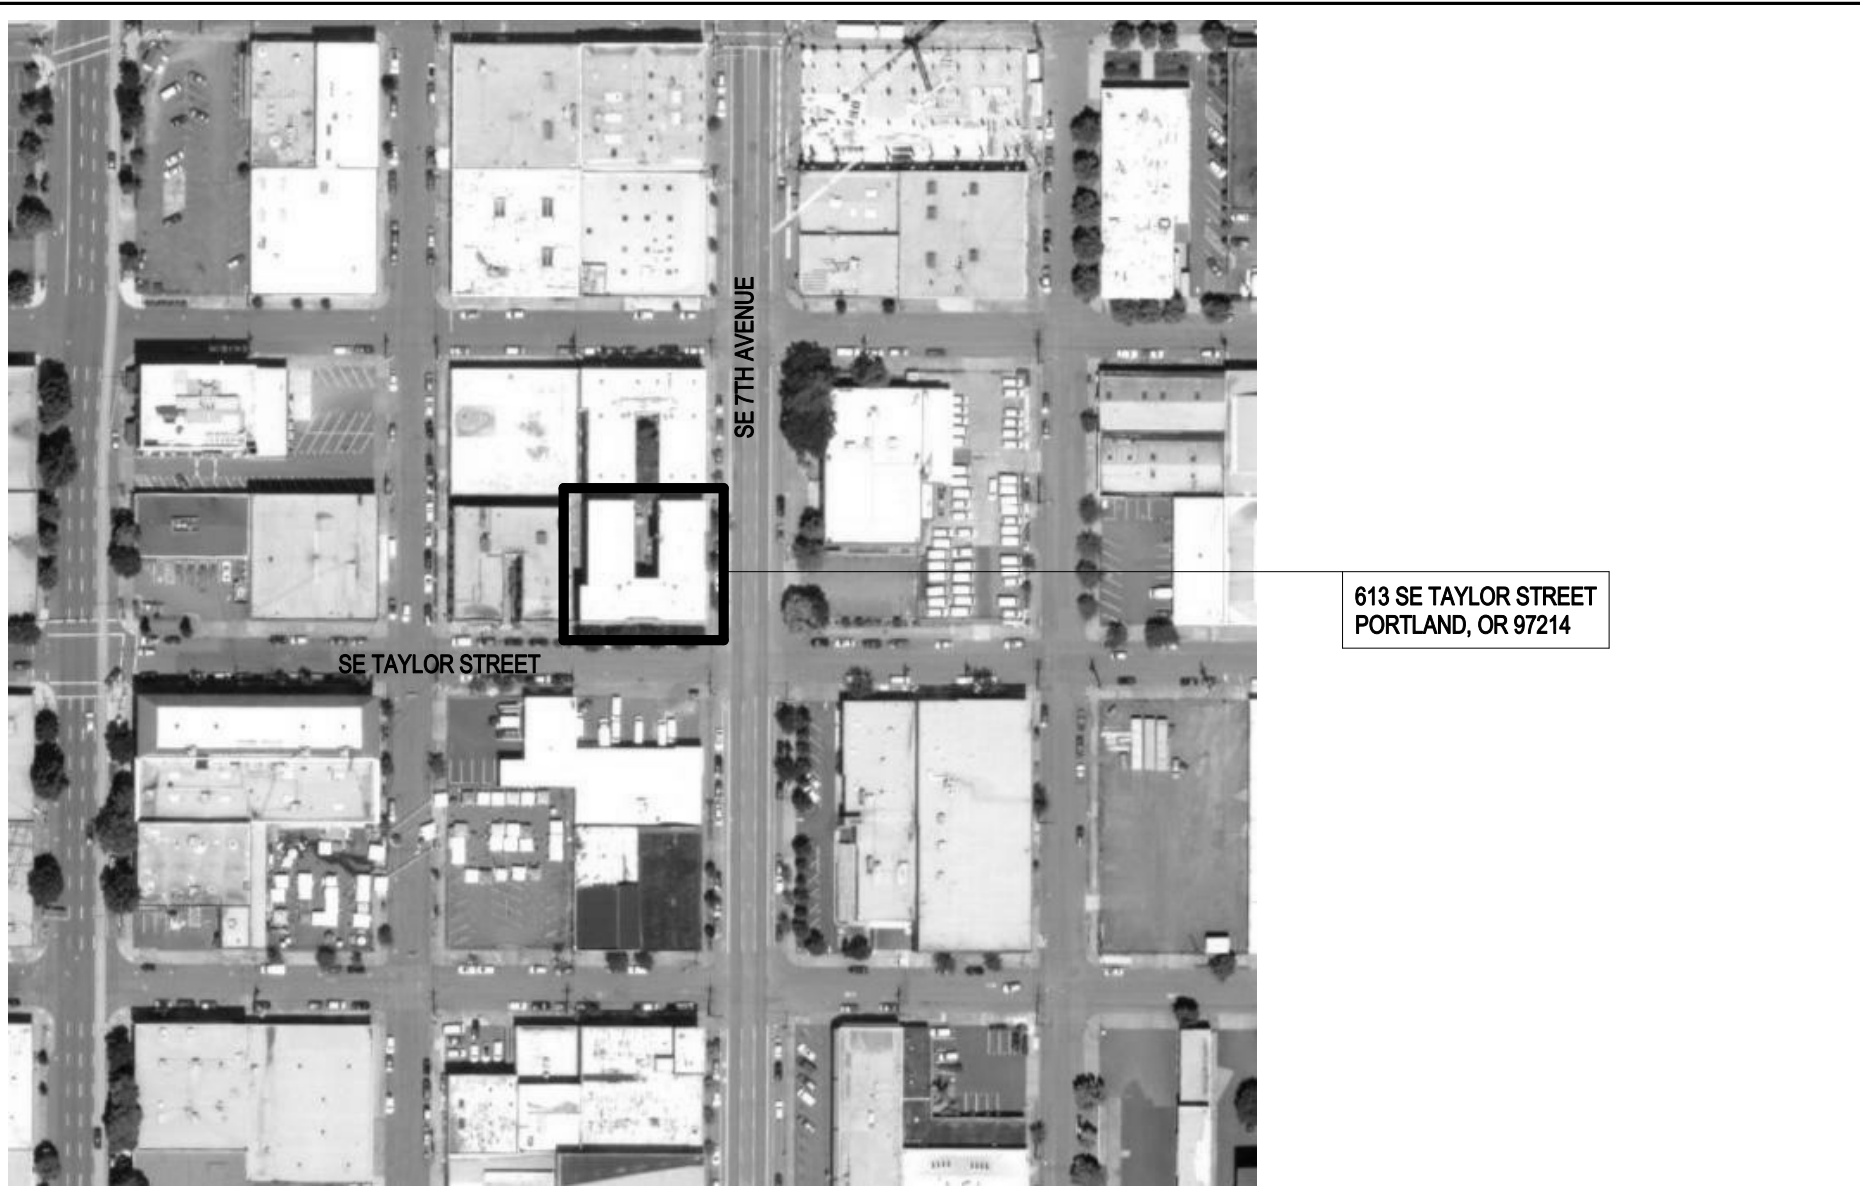 SE 7TH AVENUE
613 SE TAYLOR STREET
PORTLAND, OR 97214
SE TAYLOR STREET